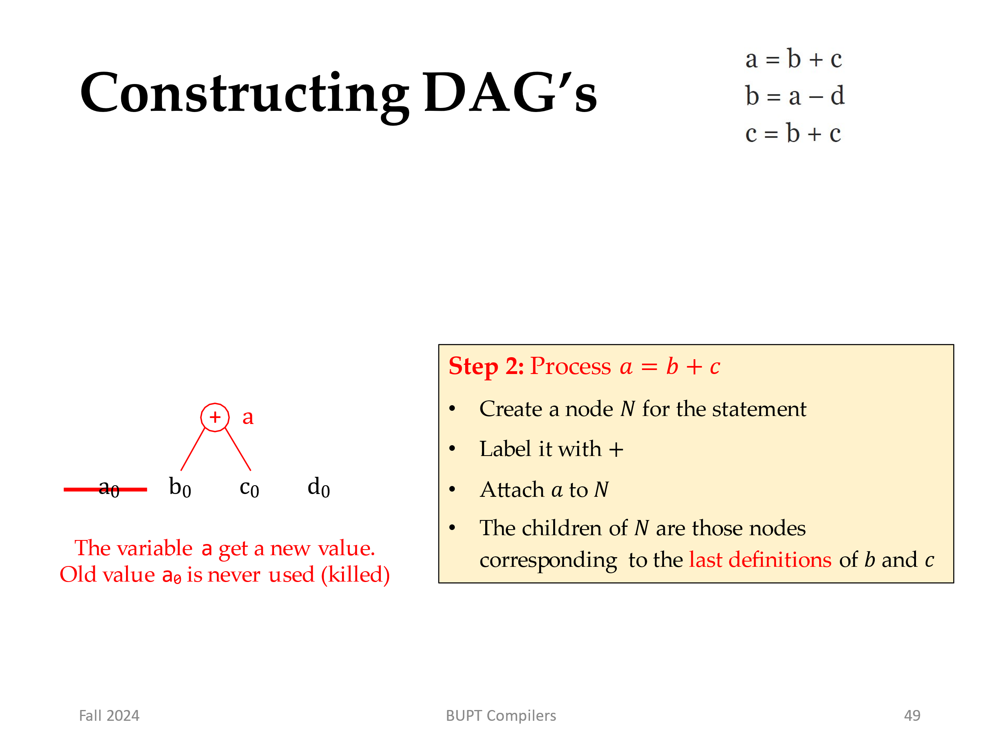 Constructing DAG’s
a = b + c
b = a − d
c = b + c
+ a
a₀ b₀ c₀ d₀
The variable a get a new value.
Old value a₀ is never used (killed)
Step 2: Process a = b + c
• Create a node N for the statement
• Label it with +
• Attach a to N
• The children of N are those nodes
corresponding to the last definitions of b and c
Fall 2024
BUPT Compilers
49